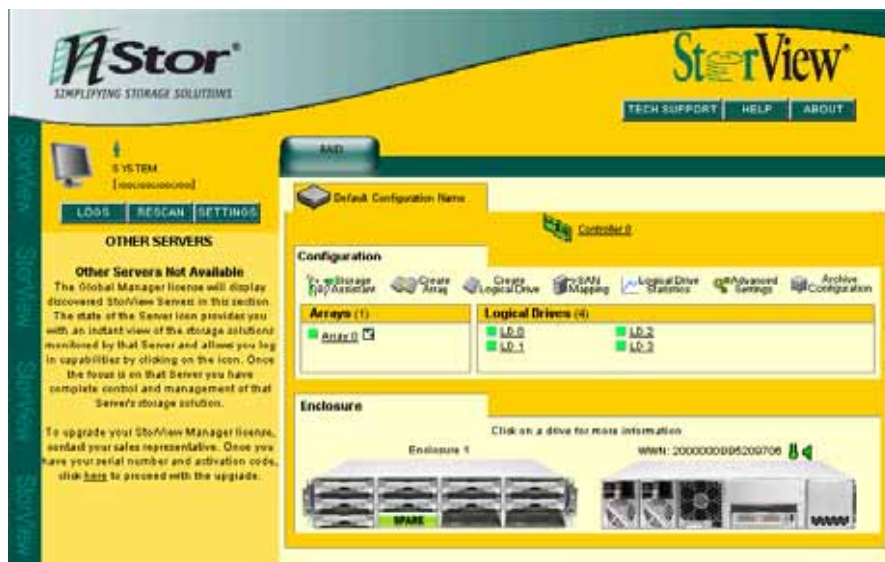 nStor®
SIMPLIFYING STORAGE SOLUTIONS
StorView®
TECH SUPPORT HELP ABOUT
SYSTEM
LOGS RESCAN SETTINGS
OTHER SERVERS
Other Servers Not Available
The Global Manager license will display
discovered StorView Servers in this section.
The state of the Server icon provides you
with an instant view of the storage solutions
monitored by that Server and allows you log
in capabilities by clicking on the icon. Once
the focus is on that Server you have
complete control and management of that
Server's storage solution.
To upgrade your StorView Manager license,
contact your sales representative. Once you
have your serial number and activation code,
click here to proceed with the upgrade.
StorView
StorView
StorView
StorView
RAID
Default Configuration Name
Controller 0
Configuration
Storage Assistant
Create Array
Create Logical Drive
SAN Mapping
Logical Drive Statistics
Advanced Settings
Archive Configuration
Arrays (1)
Array 0
Logical Drives (4)
LD 0 LD 2
LD 1 LD 3
Enclosure
Click on a drive for more information
Enclosure 1
SPARE